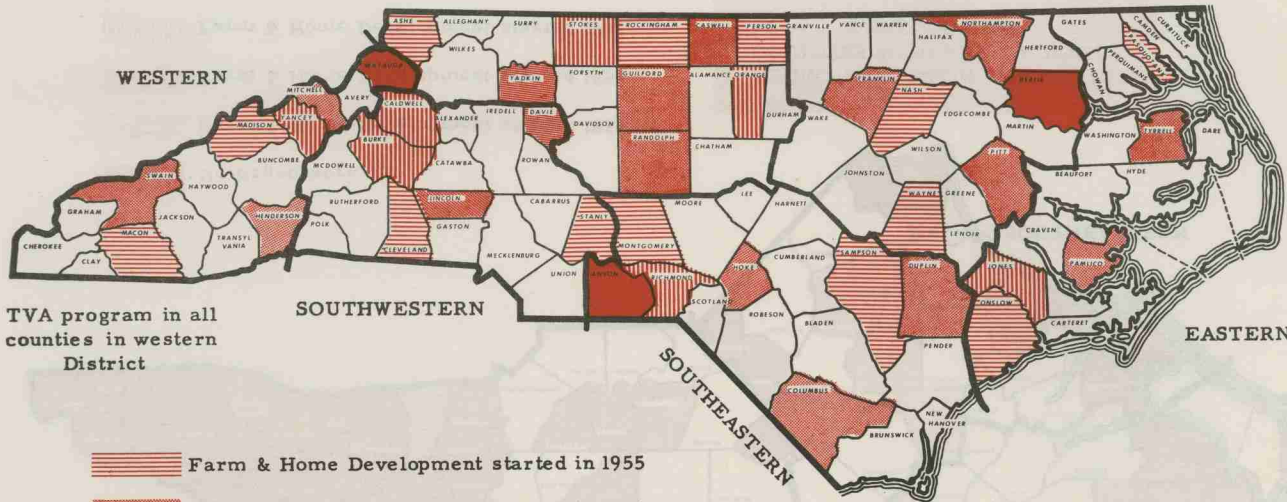 ASHE
ALLEGHANY
SURRY
STOKES
ROCKINGHAM
CASWELL
PERSON
GRANVILLE
VANCE
WARREN
NORTHAMPTON
GATES
CAMDEN
CURRITUCK
PASQUOTANK
PERQUIMANS
CHOWAN
HALIFAX
HERTFORD
BERTIE
WESTERN
WATAUGA
WILKES
YADKIN
FORSYTH
GUILFORD
ALAMANCE
ORANGE
DURHAM
FRANKLIN
NASH
EDGECOMBE
MARTIN
WASHINGTON
TYRRELL
DARE
MITCHELL
AVERY
CALDWELL
ALEXANDER
IREDELL
DAVIE
DAVIDSON
RANDOLPH
CHATHAM
WAKE
WILSON
PITT
BEAUFORT
HYDE
MADISON
YANCEY
BURKE
CATAWBA
ROWAN
JOHNSTON
GREENE
WAYNE
LENOIR
CRAVEN
PAMLICO
BUNCOMBE
MCDOWELL
SWAIN
HAYWOOD
RUTHERFORD
LINCOLN
CABARRUS
STANLY
MONTGOMERY
MOORE
LEE
HARNETT
GRAHAM
JACKSON
HENDERSON
POLK
CLEVELAND
GASTON
CHEROKEE
MACON
CLAY
TRANSYL
VANIA
MECKLENBURG
UNION
ANSON
RICHMOND
HOKE
SCOTLAND
CUMBERLAND
SAMPSON
DUPLIN
JONES
ONSLOW
CARTERET
ROBESON
BLADEN
PENDER
COLUMBUS
BRUNSWICK
NEW
HANOVER
SOUTHWESTERN
SOUTHEASTERN
EASTERN
TVA program in all
counties in western
District
Farm & Home Development started in 1955